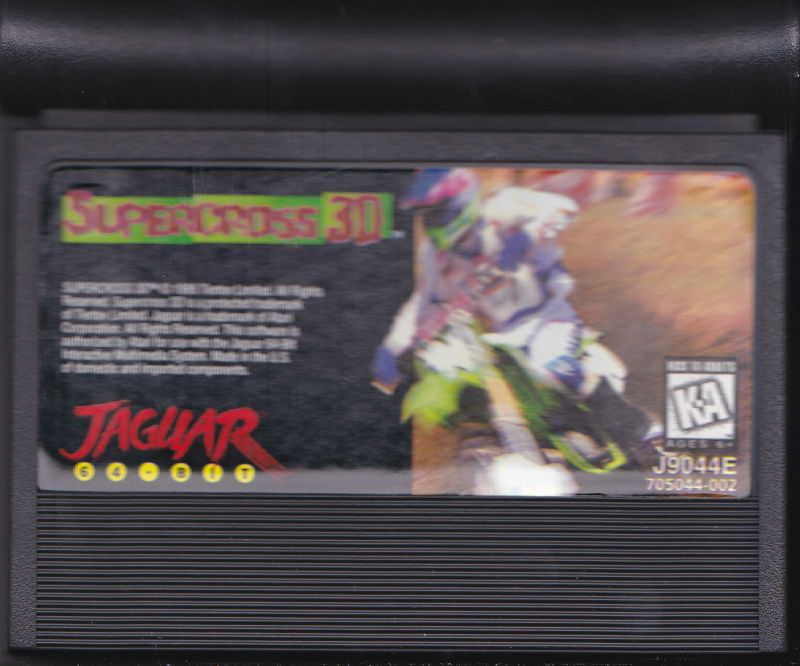 SUPERCROSS 3D™
SUPERCROSS 3D™ © 1995 Tiertex Limited. All Rights
Reserved. Supercross 3D is a trademark
of Tiertex Limited. Jaguar is a trademark of Atari
Corporation. All Rights Reserved. This software is
authorized by Atari for use with the Jaguar 64-Bit
Interactive Multimedia System. Made in the U.S.
of domestic and imported components.
JAGUAR
64-BIT
KIDS TO ADULTS
K-A
AGES 6+
J9044E
705044-002